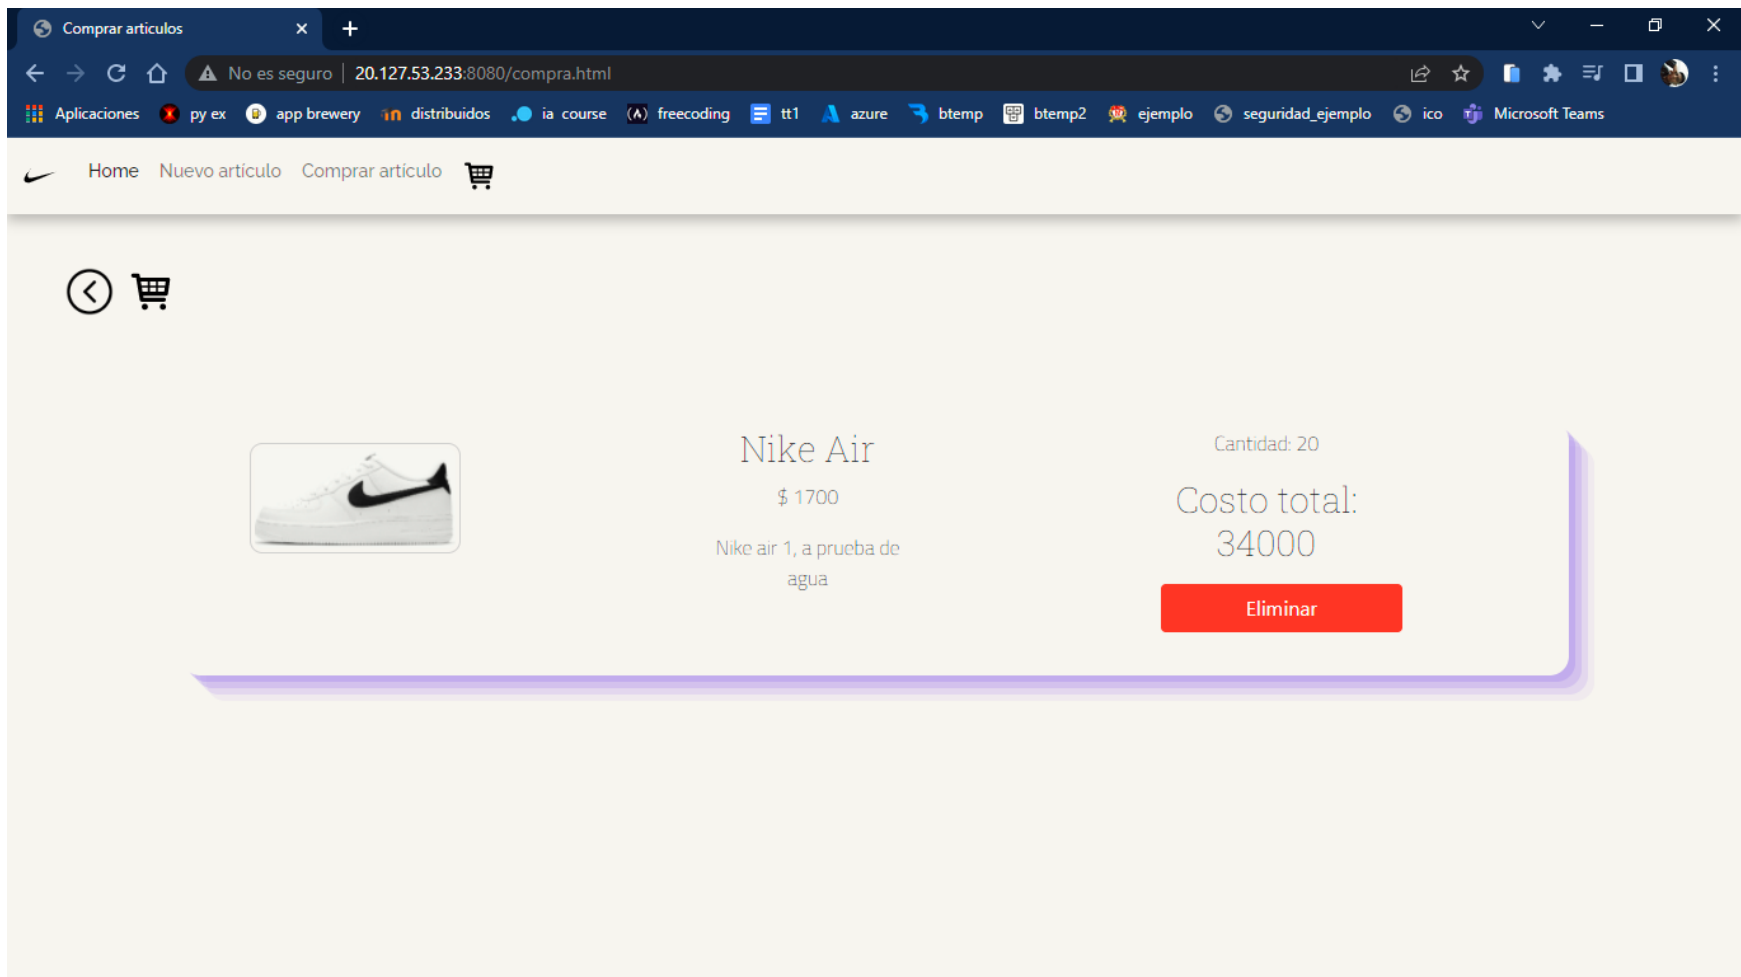 Comprar articulos
No es seguro | 20.127.53.233:8080/compra.html
Aplicaciones py ex app brewery distribuidos ia course freecoding tt1 azure btemp btemp2 ejemplo seguridad_ejemplo ico Microsoft Teams
Home Nuevo artículo Comprar artículo
Nike Air
$ 1700
Nike air 1, a prueba de
agua
Cantidad: 20
Costo total:
34000
Eliminar